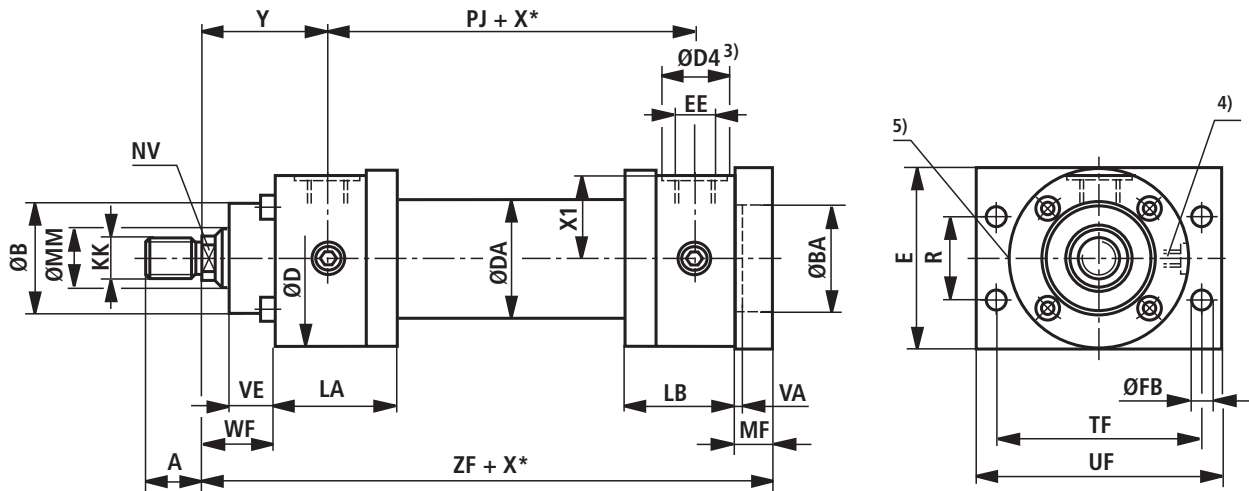 Y
PJ + X*
ØD4 3)
EE
NV
5)
4)
ØB
ØMM
KK
ØD
ØDA
X1
ØBA
E
R
VE
LA
LB
VA
ØFB
WF
MF
TF
A
ZF + X*
UF